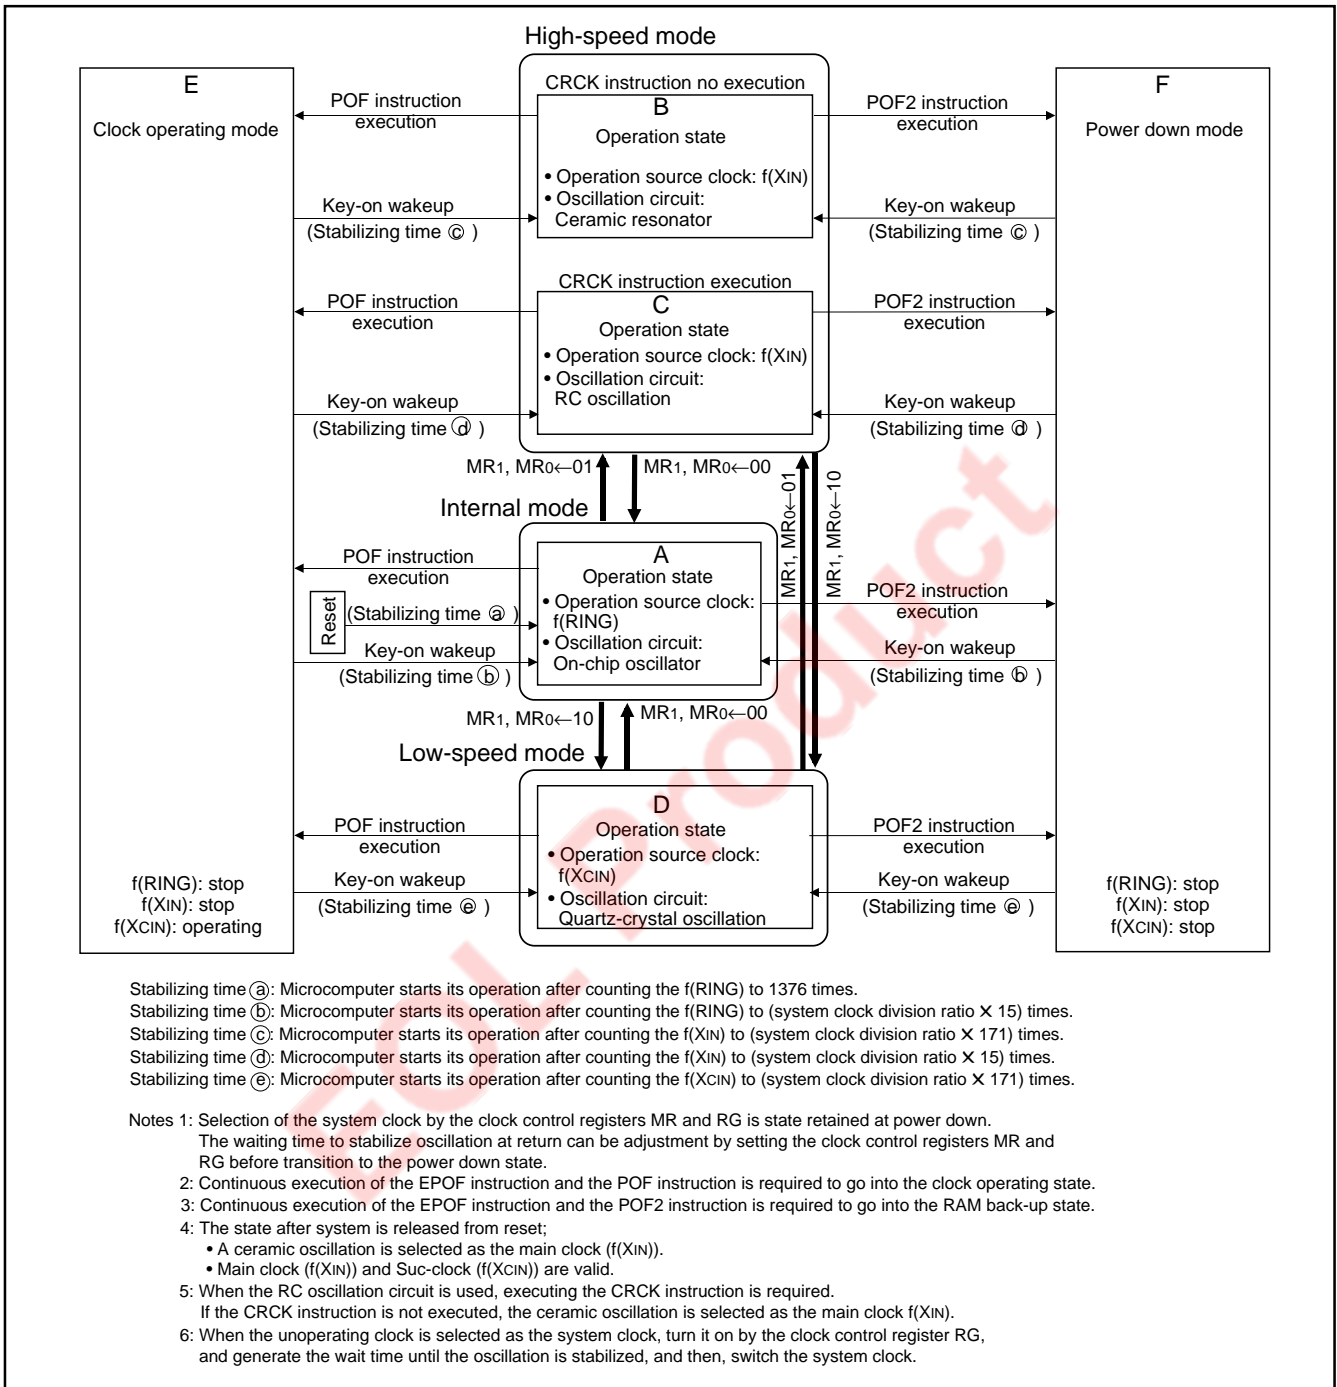 High-speed mode
E
Clock operating mode
POF instruction
execution
Key-on wakeup
(Stabilizing time ⓒ )
CRCK instruction no execution
B
Operation state
• Operation source clock: f(XIN)
• Oscillation circuit:
Ceramic resonator
POF2 instruction
execution
Key-on wakeup
(Stabilizing time ⓒ )
F
Power down mode
POF instruction
execution
Key-on wakeup
(Stabilizing time ⓓ )
CRCK instruction execution
C
Operation state
• Operation source clock: f(XIN)
• Oscillation circuit:
RC oscillation
POF2 instruction
execution
Key-on wakeup
(Stabilizing time ⓓ )
MR1, MR0←01
MR1, MR0←00
MR1, MR0←01
MR1, MR0←10
Internal mode
POF instruction
execution
Reset
(Stabilizing time ⓐ )
Key-on wakeup
(Stabilizing time ⓑ )
A
Operation state
• Operation source clock:
f(RING)
• Oscillation circuit:
On-chip oscillator
POF2 instruction
execution
Key-on wakeup
(Stabilizing time ⓑ )
MR1, MR0←10
MR1, MR0←00
Low-speed mode
POF instruction
execution
Key-on wakeup
(Stabilizing time ⓔ )
D
Operation state
• Operation source clock:
f(XCIN)
• Oscillation circuit:
Quartz-crystal oscillation
POF2 instruction
execution
Key-on wakeup
(Stabilizing time ⓔ )
f(RING): stop
f(XIN): stop
f(XCIN): operating
f(RING): stop
f(XIN): stop
f(XCIN): stop
Stabilizing time ⓐ: Microcomputer starts its operation after counting the f(RING) to 1376 times.
Stabilizing time ⓑ: Microcomputer starts its operation after counting the f(RING) to (system clock division ratio ✕ 15) times.
Stabilizing time ⓒ: Microcomputer starts its operation after counting the f(XIN) to (system clock division ratio ✕ 171) times.
Stabilizing time ⓓ: Microcomputer starts its operation after counting the f(XIN) to (system clock division ratio ✕ 15) times.
Stabilizing time ⓔ: Microcomputer starts its operation after counting the f(XCIN) to (system clock division ratio ✕ 171) times.
Notes 1: Selection of the system clock by the clock control registers MR and RG is state retained at power down.
The waiting time to stabilize oscillation at return can be adjustment by setting the clock control registers MR and
RG before transition to the power down state.
2: Continuous execution of the EPOF instruction and the POF instruction is required to go into the clock operating state.
3: Continuous execution of the EPOF instruction and the POF2 instruction is required to go into the RAM back-up state.
4: The state after system is released from reset;
• A ceramic oscillation is selected as the main clock (f(XIN)).
• Main clock (f(XIN)) and Suc-clock (f(XCIN)) are valid.
5: When the RC oscillation circuit is used, executing the CRCK instruction is required.
If the CRCK instruction is not executed, the ceramic oscillation is selected as the main clock f(XIN).
6: When the unoperating clock is selected as the system clock, turn it on by the clock control register RG,
and generate the wait time until the oscillation is stabilized, and then, switch the system clock.
EOL Product